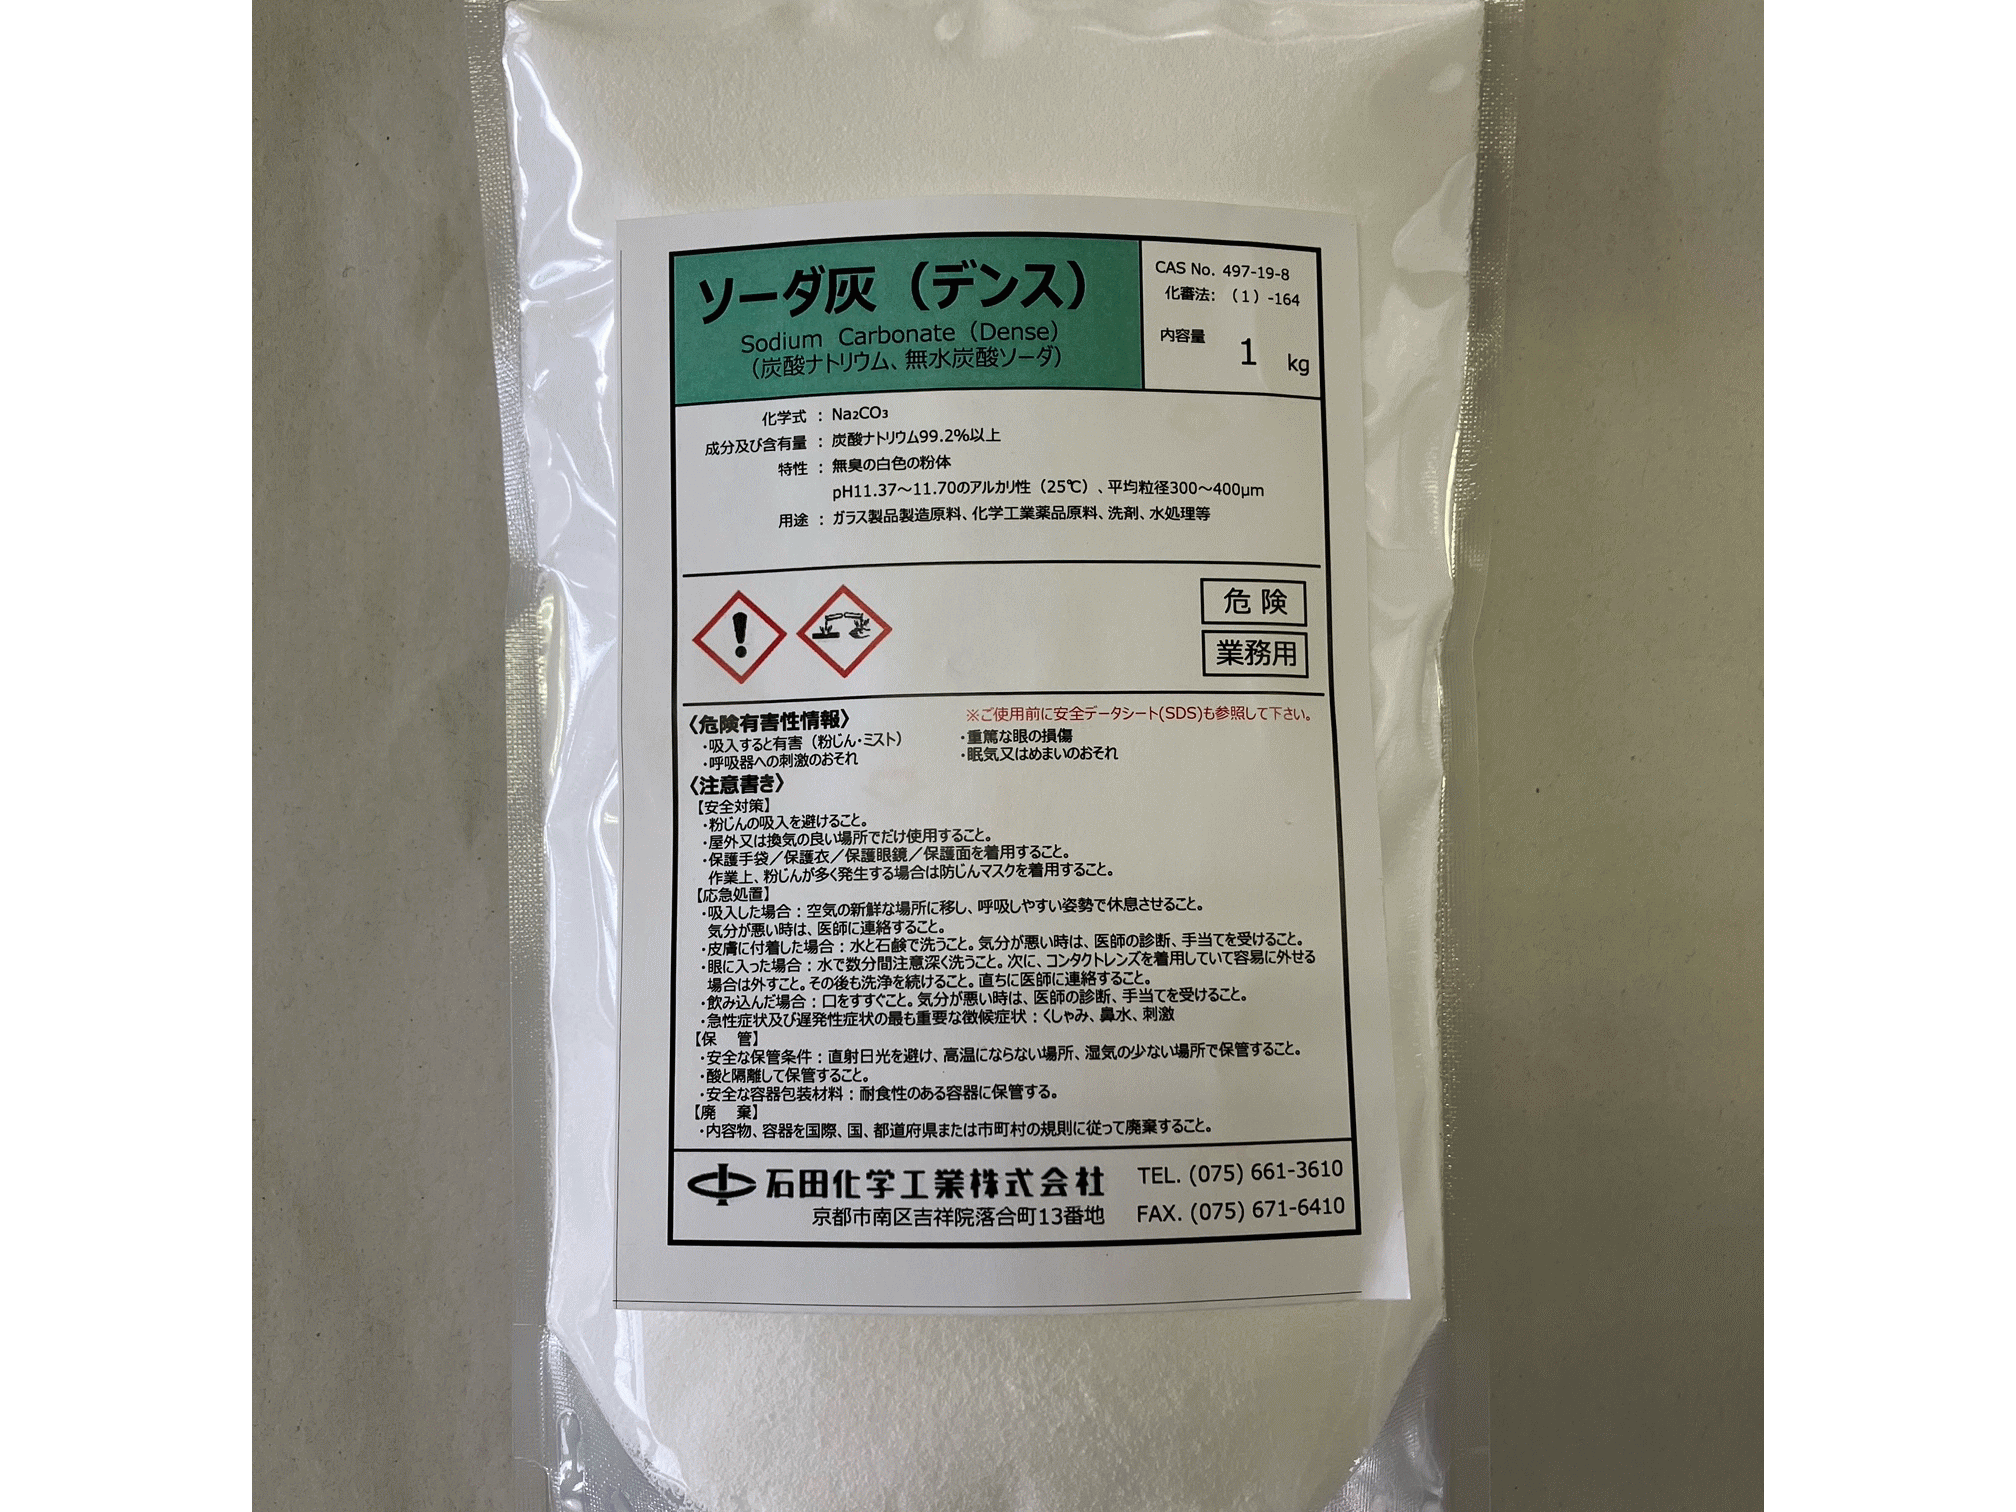 ソーダ灰（デンス）
Sodium Carbonate（Dense）
（炭酸ナトリウム、無水炭酸ソーダ）
CAS No. 497-19-8
化審法:（1）-164
内容量 1 kg
化学式 : Na₂CO₃
成分及び含有量 : 炭酸ナトリウム99.2%以上
特性 : 無臭の白色の粉体
pH11.37～11.70のアルカリ性（25℃）、平均粒径300～400μm
用途 : ガラス製品製造原料、化学工業薬品原料、洗剤、水処理等
危険
業務用
〈危険有害性情報〉
※ご使用前に安全データシート(SDS)も参照して下さい。
・吸入すると有害（粉じん・ミスト）
・重篤な眼の損傷
・呼吸器への刺激のおそれ
・眠気又はめまいのおそれ
〈注意書き〉
【安全対策】
・粉じんの吸入を避けること。
・屋外又は換気の良い場所でだけ使用すること。
・保護手袋／保護衣／保護眼鏡／保護面を着用すること。
作業上、粉じんが多く発生する場合は防じんマスクを着用すること。
【応急処置】
・吸入した場合：空気の新鮮な場所に移し、呼吸しやすい姿勢で休息させること。
気分が悪い時は、医師に連絡すること。
・皮膚に付着した場合：水と石鹸で洗うこと。気分が悪い時は、医師の診断、手当てを受けること。
・眼に入った場合：水で数分間注意深く洗うこと。次に、コンタクトレンズを着用していて容易に外せる
場合は外すこと。その後も洗浄を続けること。直ちに医師に連絡すること。
・飲み込んだ場合：口をすすぐこと。気分が悪い時は、医師の診断、手当てを受けること。
・急性症状及び遅発性症状の最も重要な徴候症状：くしゃみ、鼻水、刺激
【保　管】
・安全な保管条件：直射日光を避け、高温にならない場所、湿気の少ない場所で保管すること。
・酸と隔離して保管すること。
・安全な容器包装材料：耐食性のある容器に保管する。
【廃　棄】
・内容物、容器を国際、国、都道府県または市町村の規則に従って廃棄すること。
石田化学工業株式会社
京都市南区吉祥院落合町13番地
TEL. (075) 661-3610
FAX. (075) 671-6410